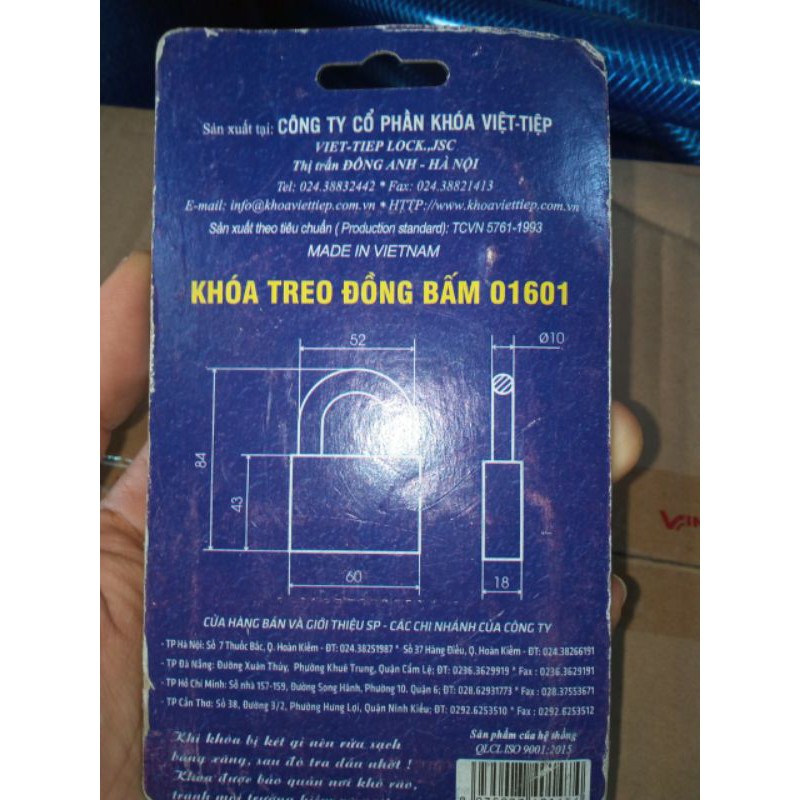 Sản xuất tại: CÔNG TY CỔ PHẦN KHÓA VIỆT-TIỆP
VIET-TIEP LOCK.,JSC
Thị trấn ĐÔNG ANH - HÀ NỘI
Tel: 024.38832442 * Fax: 024.38821413
E-mail: info@khoaviettiep.com.vn * HTTP://www.khoaviettiep.com.vn
Sản xuất theo tiêu chuẩn ( Production standard): TCVN 5761-1993
MADE IN VIETNAM
KHÓA TREO ĐỒNG BẤM 01601
52
Ø10
84
43
60
18
CỬA HÀNG BÁN VÀ GIỚI THIỆU SP - CÁC CHI NHÁNH CỦA CÔNG TY
- TP Hà Nội: Số 7 Thuốc Bắc, Q. Hoàn Kiếm - ĐT: 024.38251987 * Số 37 Hàng Điếu, Q. Hoàn Kiếm - ĐT: 024.38266191
- TP Đà Nẵng: Đường Xuân Thủy, Phường Khuê Trung, Quận Cẩm Lệ; ĐT: 0236.3629919 * Fax : 0236.3629191
- TP Hồ Chí Minh: Số nhà 157-159, Đường Song Hành, Phường 10. Quận 6; ĐT: 028.62931773 * Fax : 028.37553671
- TP Cần Thơ: Số 38, Đường 3/2, Phường Hưng Lợi, Quận Ninh Kiều; ĐT: 0292.6253510 * Fax : 0292.6253512
Khi khóa bị kẹt gỉ nên rửa sạch
bằng xăng, sau đó tra dầu nhờt !
Khóa được bảo quản nơi khô ráo,
tránh môi trường
Sản phẩm của hệ thống
QLCL ISO 9001:2015